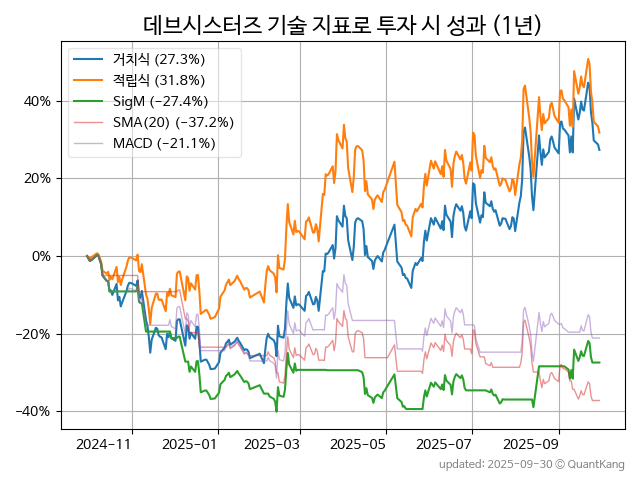 데브시스터즈 기술 지표로 투자 시 성과 (1년)
거치식 (27.3%)
적립식 (31.8%)
SigM (−27.4%)
SMA(20) (−37.2%)
MACD (−21.1%)
40%
20%
0%
−20%
−40%
2024−11
2025−01
2025−03
2025−05
2025−07
2025−09
updated: 2025−09−30 ⓒ QuantKang